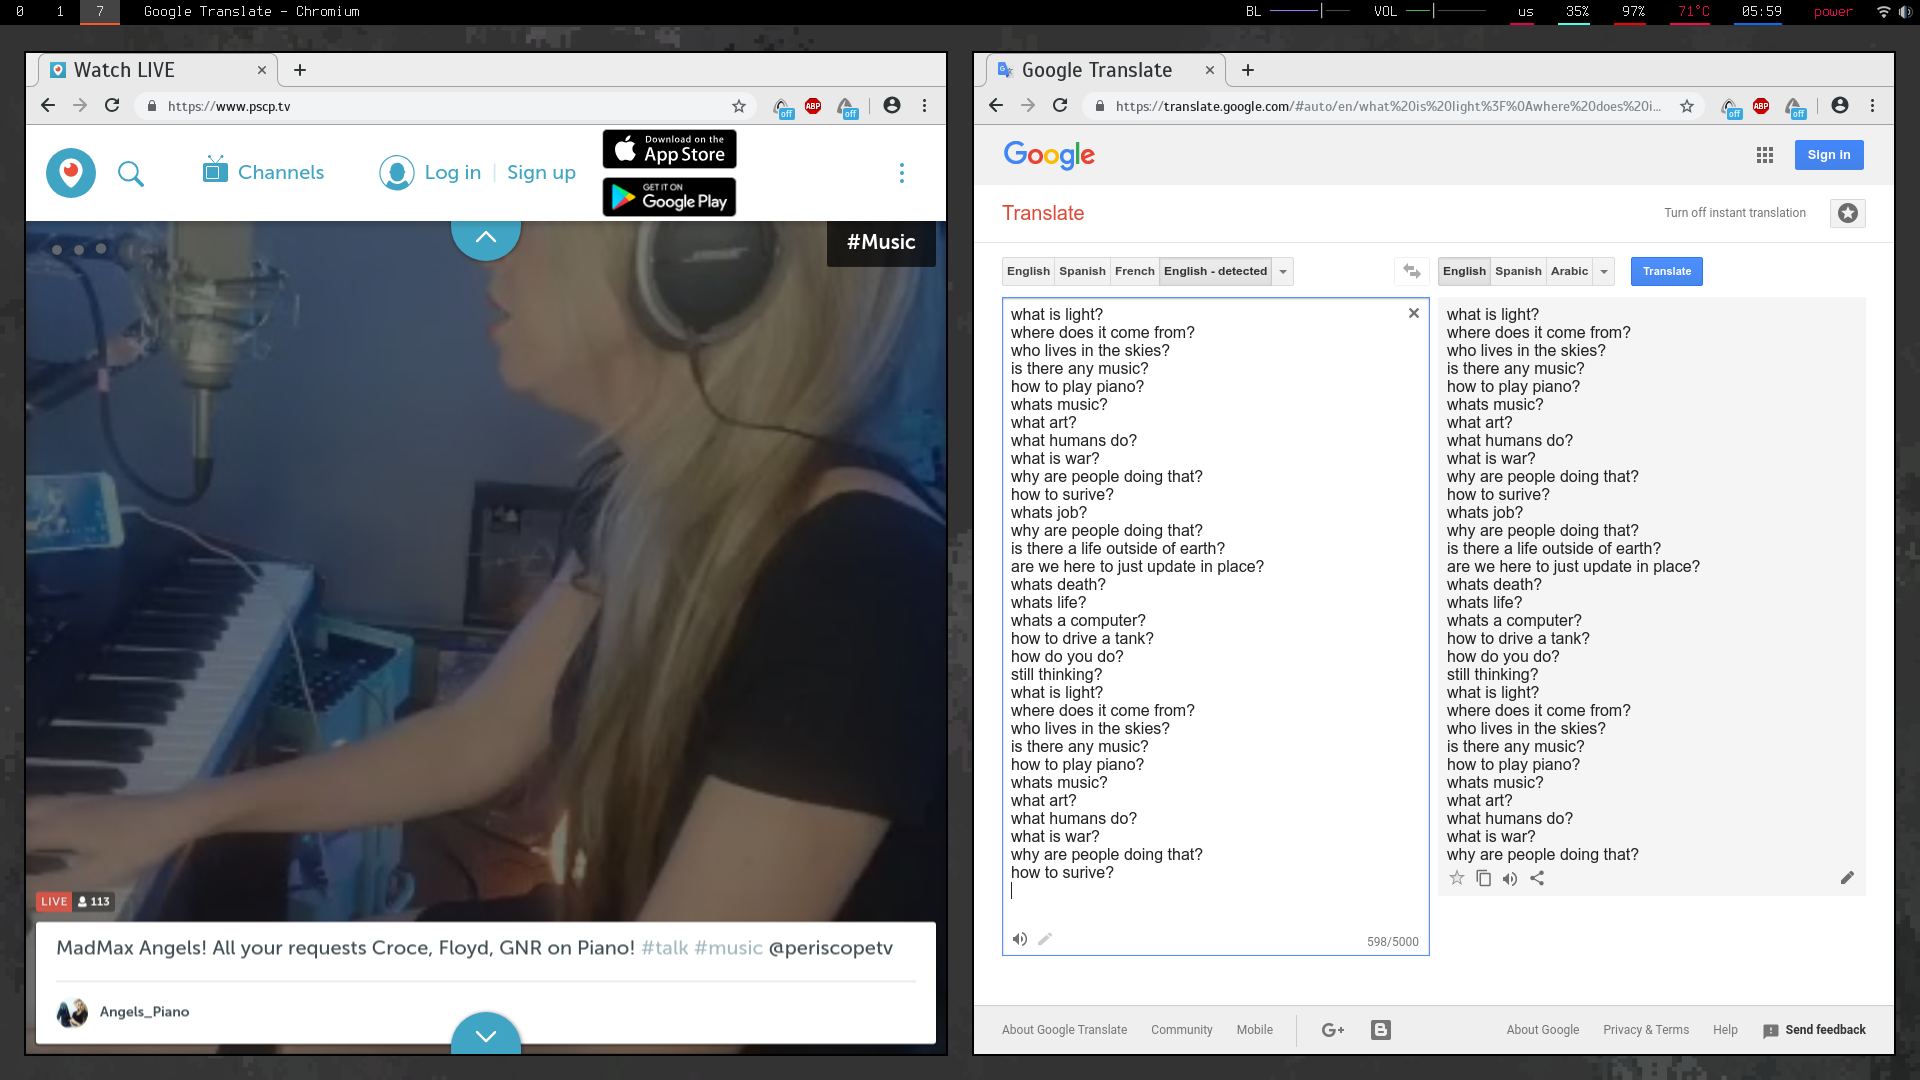 0 1 7 Google Translate - Chromium BL VOL us 35% 97% 71°C 05:59 power
Watch LIVE
https://www.pscp.tv
off ABP off
Channels
Log in
Sign up
Download on the
App Store
GET IT ON
Google Play
#Music
LIVE 113
MadMax Angels! All your requests Croce, Floyd, GNR on Piano! #talk #music @periscopetv
Angels_Piano
Google Translate
https://translate.google.com/#auto/en/what%20is%20light%3F%0Awhere%20does%20i...
off ABP off
Google
Sign in
Translate
Turn off instant translation
English Spanish French English - detected
English Spanish Arabic Translate
what is light?
where does it come from?
who lives in the skies?
is there any music?
how to play piano?
whats music?
what art?
what humans do?
what is war?
why are people doing that?
how to surive?
whats job?
why are people doing that?
is there a life outside of earth?
are we here to just update in place?
whats death?
whats life?
whats a computer?
how to drive a tank?
how do you do?
still thinking?
what is light?
where does it come from?
who lives in the skies?
is there any music?
how to play piano?
whats music?
what art?
what humans do?
what is war?
why are people doing that?
how to surive?
598/5000
what is light?
where does it come from?
who lives in the skies?
is there any music?
how to play piano?
whats music?
what art?
what humans do?
what is war?
why are people doing that?
how to surive?
whats job?
why are people doing that?
is there a life outside of earth?
are we here to just update in place?
whats death?
whats life?
whats a computer?
how to drive a tank?
how do you do?
still thinking?
what is light?
where does it come from?
who lives in the skies?
is there any music?
how to play piano?
whats music?
what art?
what humans do?
what is war?
why are people doing that?
About Google Translate Community Mobile G+ About Google Privacy & Terms Help Send feedback